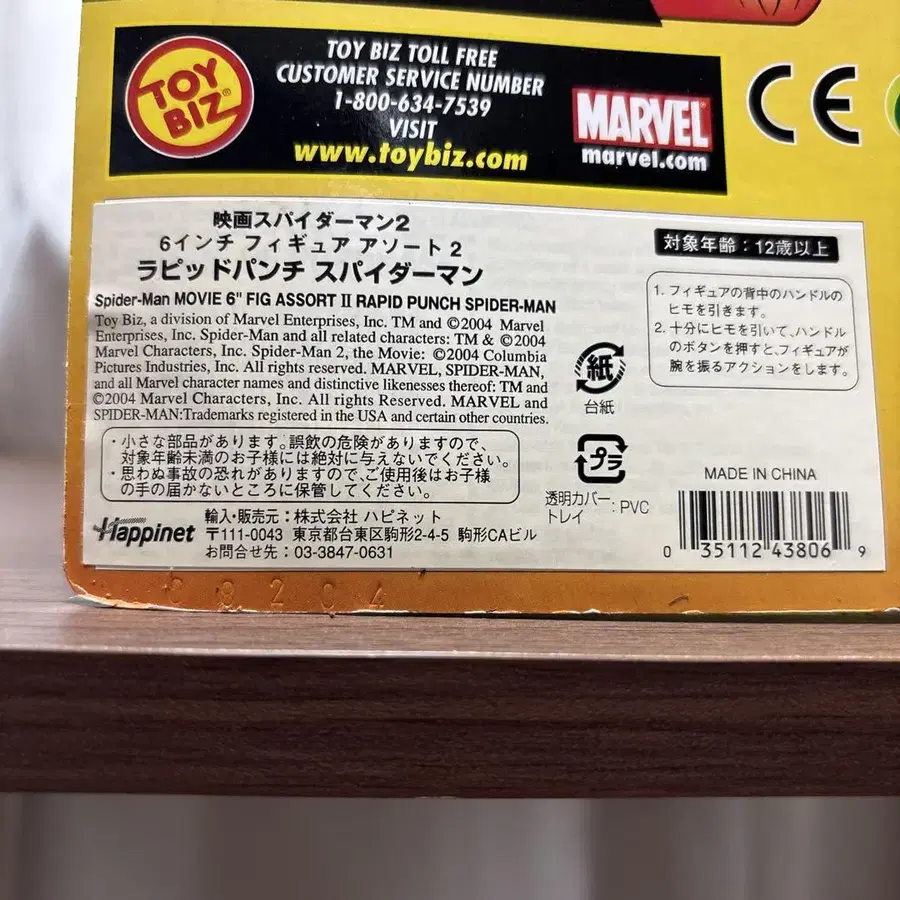 TOY BIZ®
TOY BIZ TOLL FREE
CUSTOMER SERVICE NUMBER
1-800-634-7539
VISIT
www.toybiz.com
MARVEL
marvel.com
CE
映画スパイダーマン2
6インチ フィギュア アソート 2
ラピッドパンチ スパイダーマン
Spider-Man MOVIE 6" FIG ASSORT II RAPID PUNCH SPIDER-MAN
Toy Biz, a division of Marvel Enterprises, Inc. TM and ©2004 Marvel
Enterprises, Inc. Spider-Man and all related characters: TM & ©2004
Marvel Characters, Inc. Spider-Man 2, the Movie: ©2004 Columbia
Pictures Industries, Inc. All rights reserved. MARVEL, SPIDER-MAN,
and all Marvel character names and distinctive likenesses thereof: TM and
©2004 Marvel Characters, Inc. All Rights Reserved. MARVEL and
SPIDER-MAN:Trademarks registered in the USA and certain other countries.
・小さな部品があります。誤飲の危険がありますので、
対象年齢未満のお子様には絶対に与えないでください。
・思わぬ事故の恐れがありますので、ご使用後はお子様
の手の届かないところに保管してください。
Happinet
輸入・販売元：株式会社 ハピネット
〒111-0043 東京都台東区駒形2-4-5 駒形CAビル
お問合せ先：03-3847-0631
対象年齢：12歳以上
1. フィギュアの背中のハンドルの
ヒモを引きます。
2. 十分にヒモを引いて、ハンドル
のボタンを押すと、フィギュアが
腕を振るアクションをします。
紙
台紙
プラ
透明カバー・
トレイ
：PVC
MADE IN CHINA
0 35112 43806 9